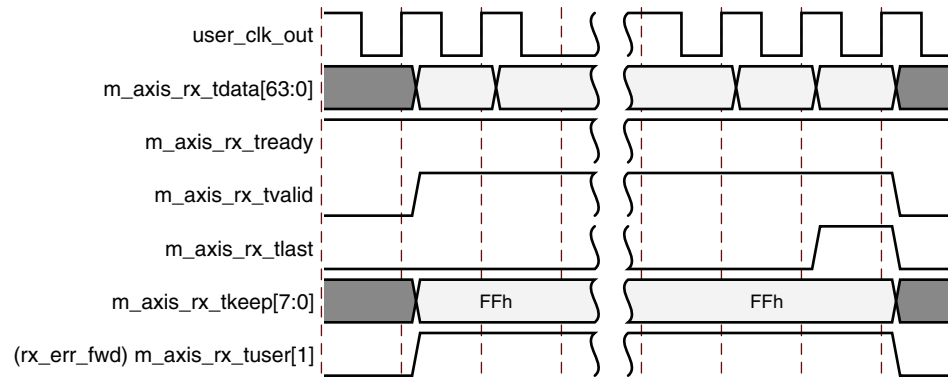 user_clk_out
m_axis_rx_tdata[63:0]
m_axis_rx_tready
m_axis_rx_tvalid
m_axis_rx_tlast
m_axis_rx_tkeep[7:0] FFh FFh
(rx_err_fwd) m_axis_rx_tuser[1]